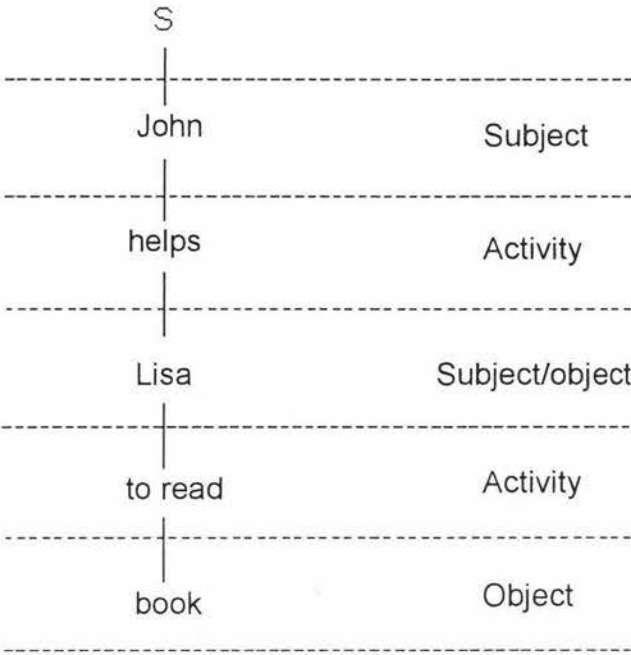 S
John Subject
helps Activity
Lisa Subject/object
to read Activity
book Object